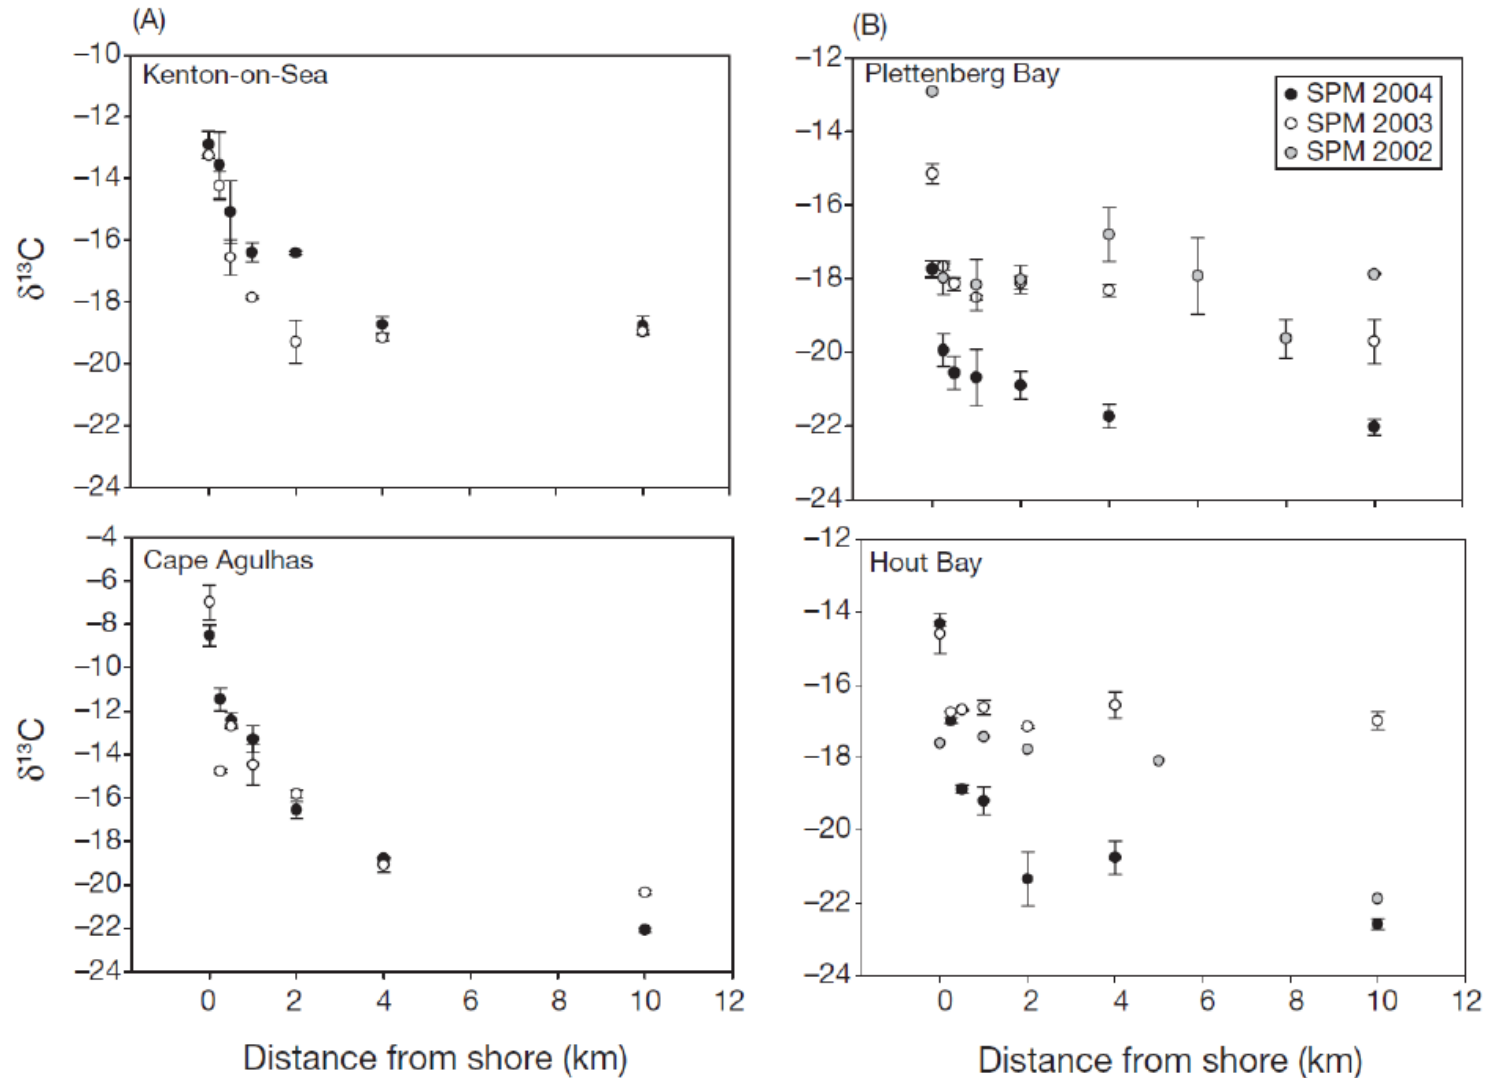 (A)
Kenton-on-Sea
−10
−12
−14
−16
−18
−20
−22
−24
δ¹³C
(B)
Plettenberg Bay
SPM 2004
SPM 2003
SPM 2002
−12
−14
−16
−18
−20
−22
−24
Cape Agulhas
−4
−6
−8
−10
−12
−14
−16
−18
−20
−22
−24
δ¹³C
0 2 4 6 8 10 12
Distance from shore (km)
Hout Bay
−12
−14
−16
−18
−20
−22
−24
0 2 4 6 8 10 12
Distance from shore (km)